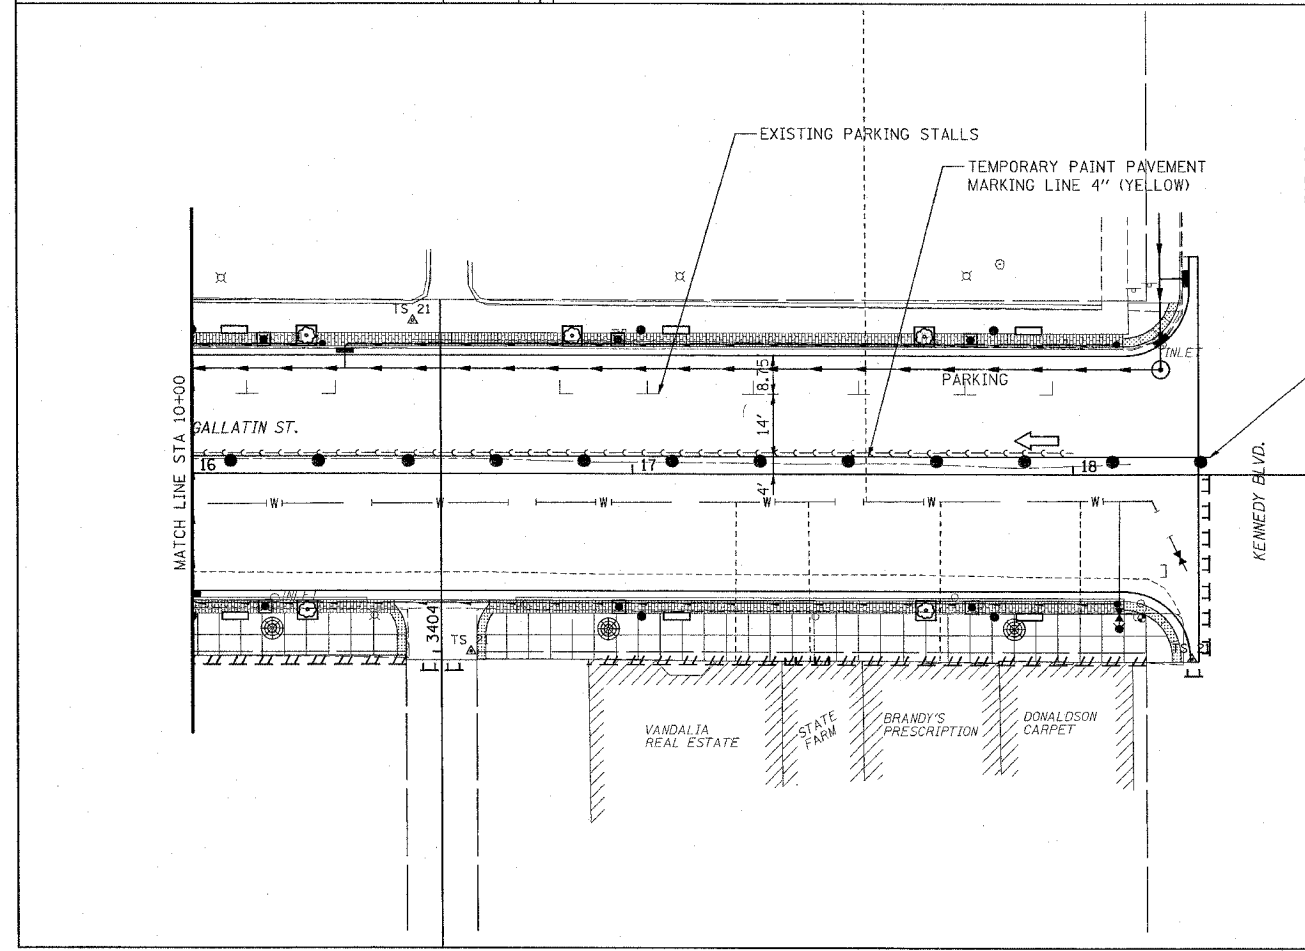 EXISTING PARKING STALLS
TEMPORARY PAINT PAVEMENT
MARKING LINE 4" (YELLOW)
TS 21
INLET
8.75'
PARKING
14'
GALLATIN ST.
MATCH LINE STA 10+00
16
17
18
4'
KENNEDY BLVD.
W
W
W
W
W
W
INLET
3404
TS 21
TS 21
VANDALIA
REAL ESTATE
STATE
FARM
BRANDY'S
PRESCRIPTION
DONALDSON
CARPET